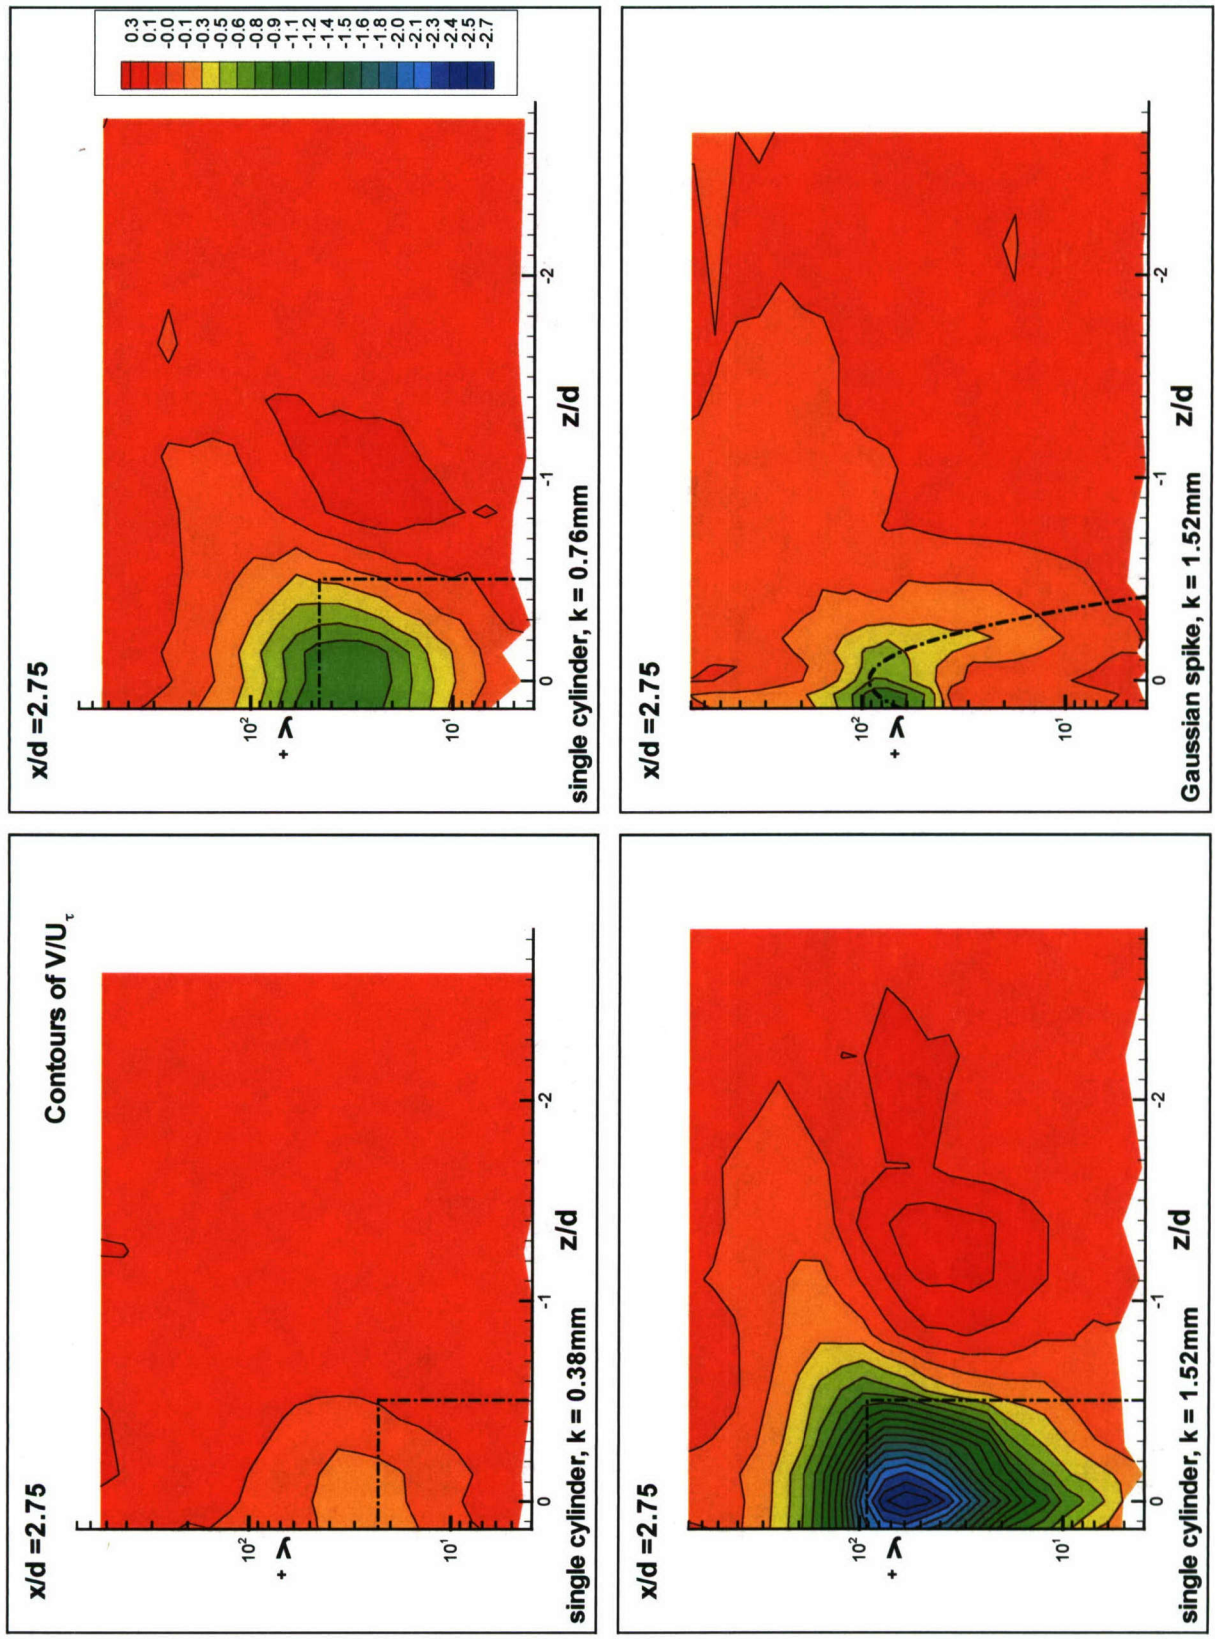 x/d =2.75
Contours of V/Uτ
10²
y⁺
10¹
0
-1
-2
z/d
single cylinder, k = 0.38mm
x/d =2.75
0.3
0.1
-0.0
-0.1
-0.3
-0.5
-0.6
-0.8
-0.9
-1.1
-1.2
-1.4
-1.5
-1.6
-1.8
-2.0
-2.1
-2.3
-2.4
-2.5
-2.7
10²
y⁺
10¹
0
-1
-2
z/d
single cylinder, k = 0.76mm
x/d =2.75
10²
y⁺
10¹
0
-1
-2
z/d
single cylinder, k = 1.52mm
x/d =2.75
10²
y⁺
10¹
0
-1
-2
z/d
Gaussian spike, k = 1.52mm